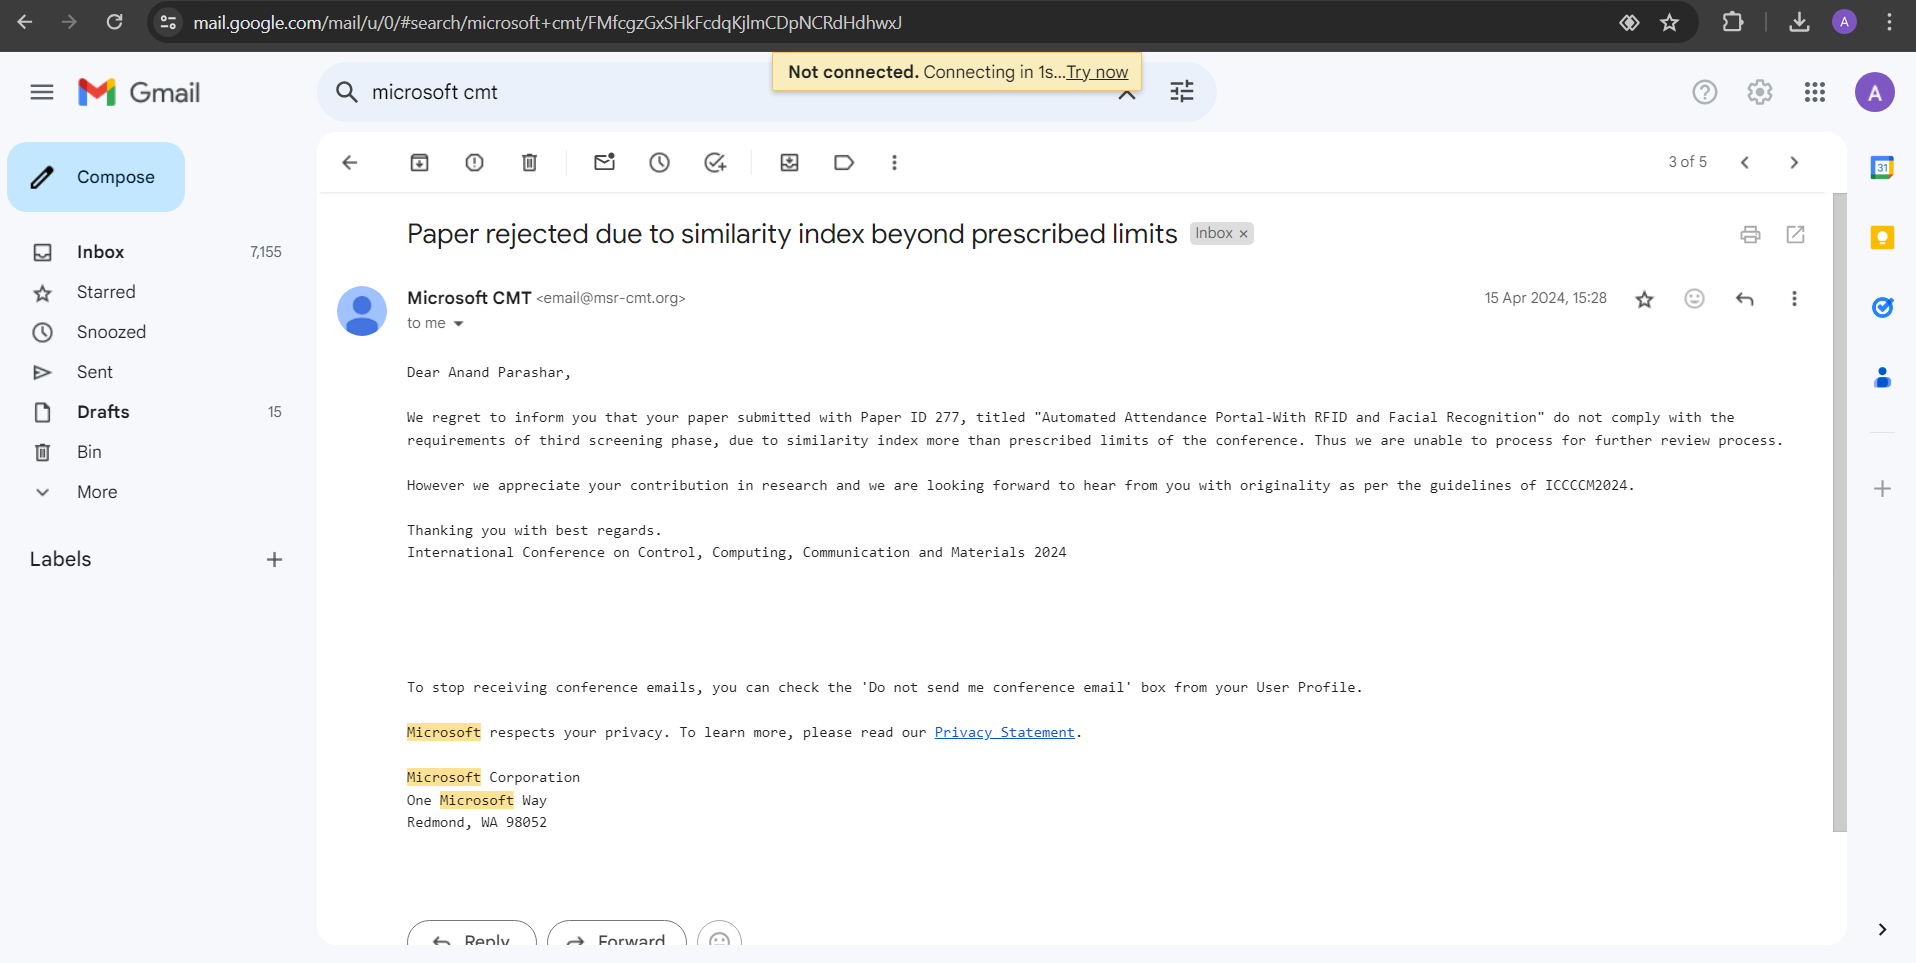 mail.google.com/mail/u/0/#search/microsoft+cmt/FMfcgzGxSHkFcdqKjlmCDpNCRdHdhwxJ
A
Not connected. Connecting in 1s...Try now
Gmail
microsoft cmt
A
Compose
3 of 5
31
Paper rejected due to similarity index beyond prescribed limits Inbox ×
Inbox 7,155
Starred
Snoozed
Sent
Drafts 15
Bin
More
Labels
Microsoft CMT <email@msr-cmt.org> 15 Apr 2024, 15:28
to me
Dear Anand Parashar,
We regret to inform you that your paper submitted with Paper ID 277, titled "Automated Attendance Portal-With RFID and Facial Recognition" do not comply with the
requirements of third screening phase, due to similarity index more than prescribed limits of the conference. Thus we are unable to process for further review process.
However we appreciate your contribution in research and we are looking forward to hear from you with originality as per the guidelines of ICCCCM2024.
Thanking you with best regards.
International Conference on Control, Computing, Communication and Materials 2024
To stop receiving conference emails, you can check the 'Do not send me conference email' box from your User Profile.
Microsoft respects your privacy. To learn more, please read our Privacy Statement.
Microsoft Corporation
One Microsoft Way
Redmond, WA 98052
Reply Forward